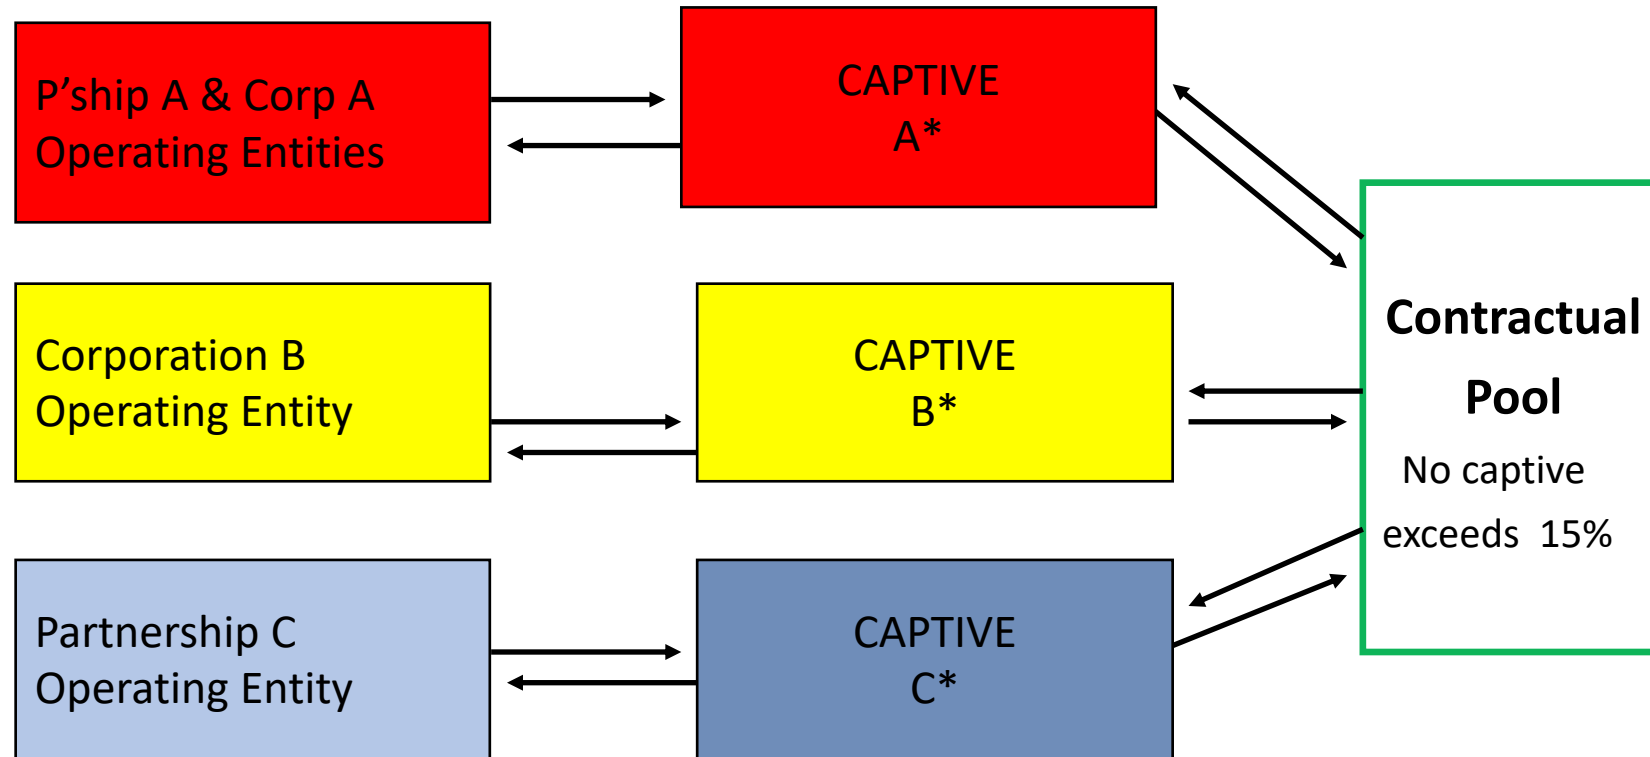 P’ship A & Corp A
Operating Entities
CAPTIVE
A*
Corporation B
Operating Entity
CAPTIVE
B*
Partnership C
Operating Entity
CAPTIVE
C*
Contractual
Pool
No captive
exceeds 15%